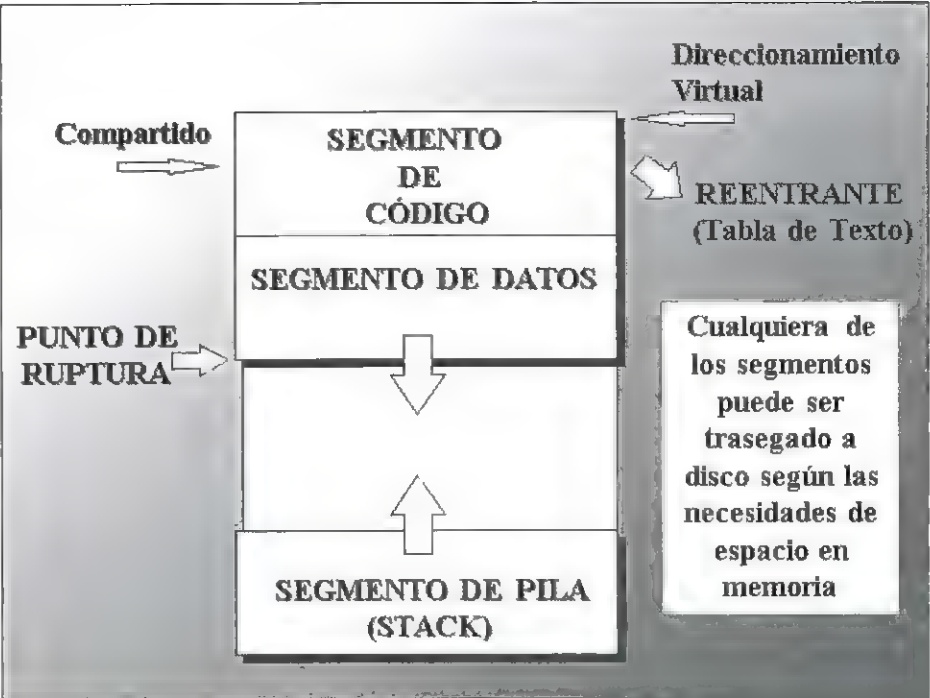 Direccionamiento
Virtual
Compartido
SEGMENTO
DE
CÓDIGO
REENTRANTE
(Tabla de Texto)
SEGMENTO DE DATOS
PUNTO DE
RUPTURA
Cualquiera de
los segmentos
puede ser
trasegado a
disco según las
necesidades de
espacio en
memoria
SEGMENTO DE PILA
(STACK)